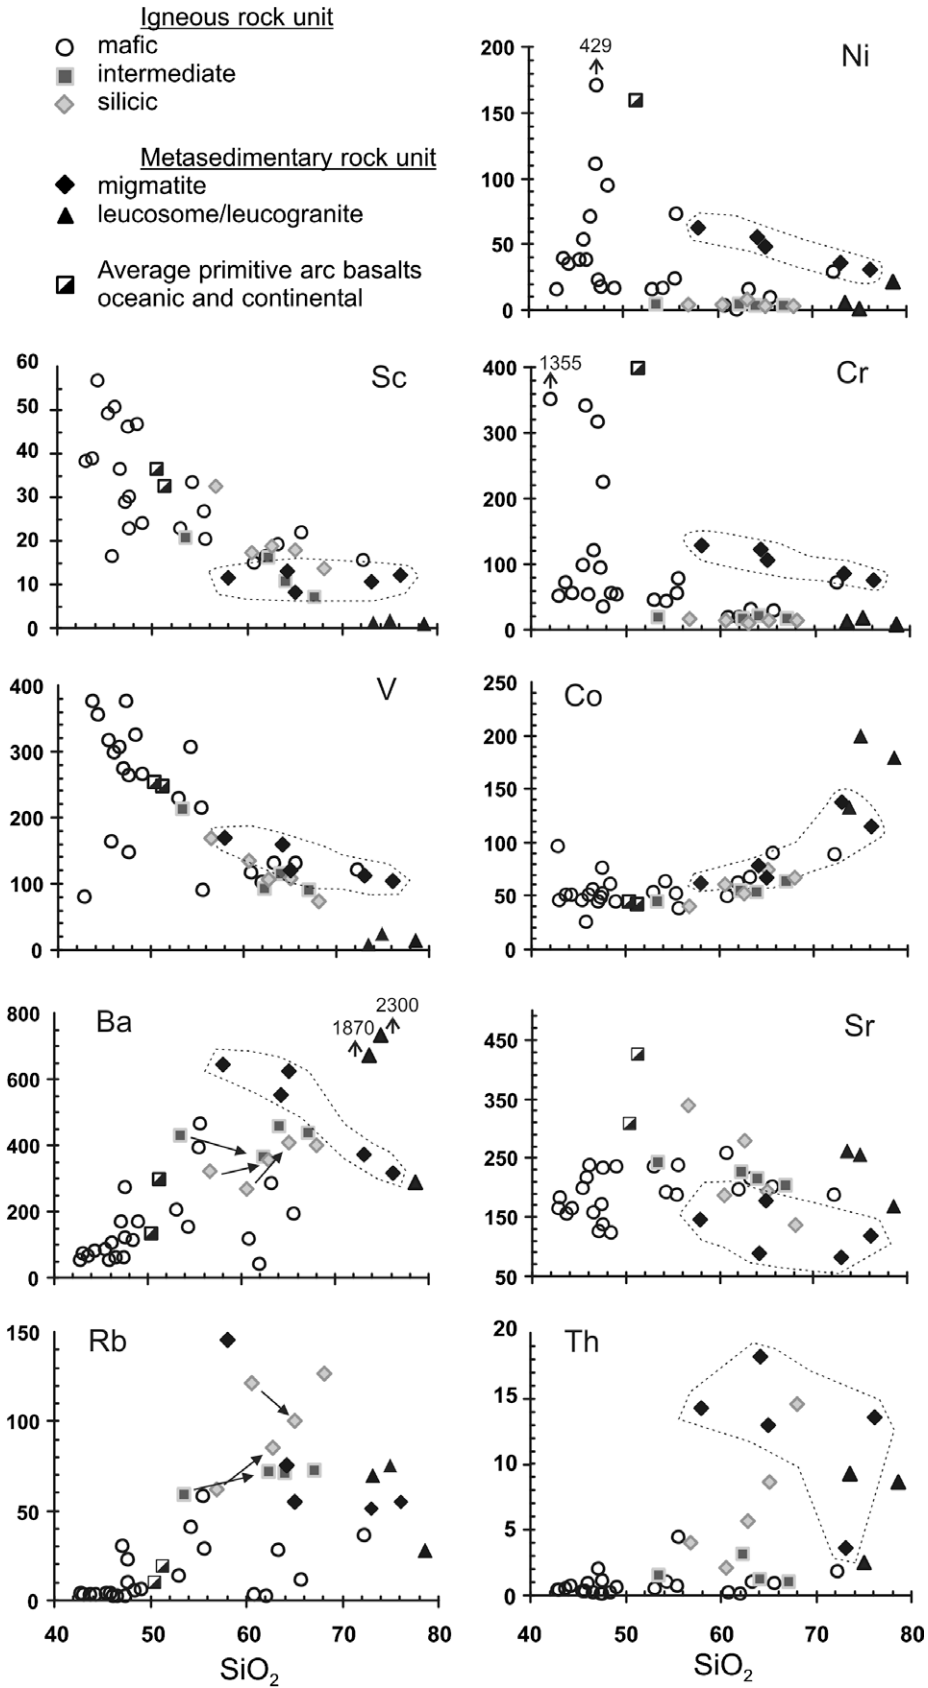 Igneous rock unit
mafic
intermediate
silicic
Metasedimentary rock unit
migmatite
leucosome/leucogranite
Average primitive arc basalts
oceanic and continental
Ni
429
200
150
100
50
0
Sc
60
50
40
30
20
10
0
Cr
1355
400
300
200
100
0
V
400
300
200
100
0
Co
250
200
150
100
50
0
Ba
1870
2300
800
600
400
200
0
Sr
450
350
250
150
50
Rb
150
100
50
0
40 50 60 70 80
SiO2
Th
20
15
10
5
0
40 50 60 70 80
SiO2